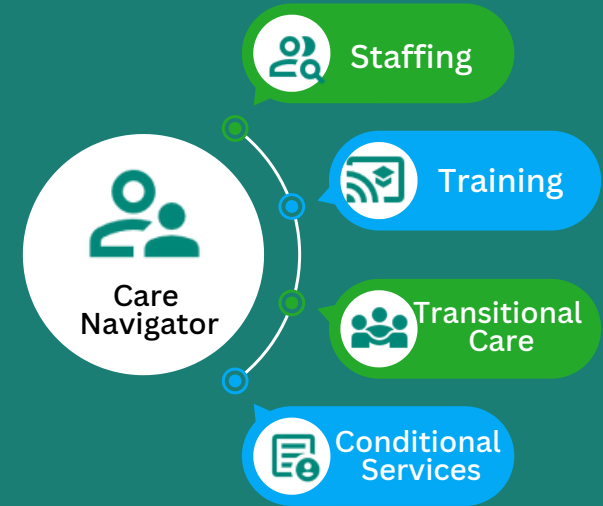 Staffing
Training
Care
Navigator
Transitional
Care
Conditional
Services